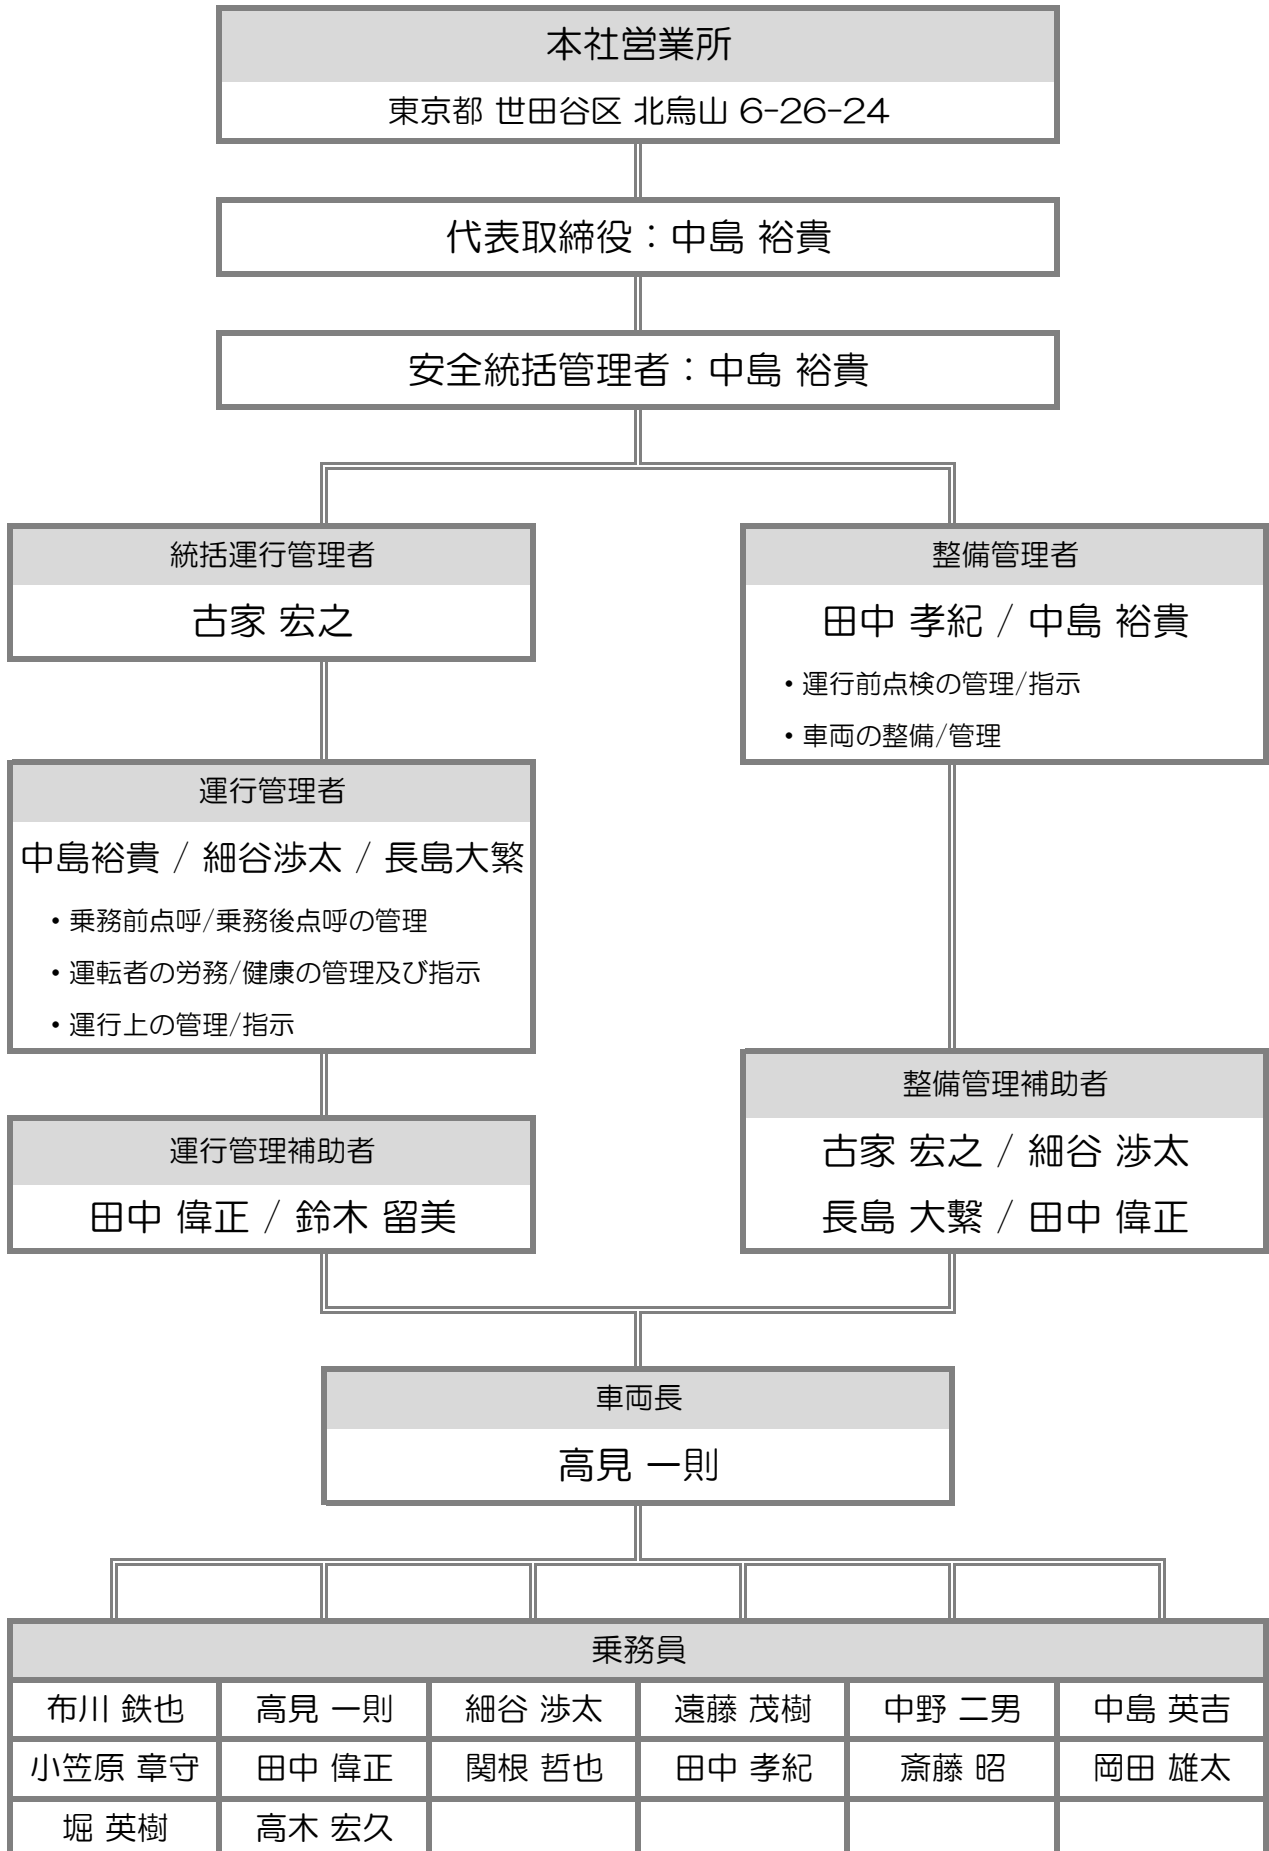 本社営業所
東京都 世田谷区 北烏山 6-26-24
代表取締役：中島 裕貴
安全統括管理者：中島 裕貴
統括運行管理者
古家 宏之
運行管理者
中島裕貴 / 細谷渉太 / 長島大繁
・乗務前点呼/乗務後点呼の管理
・運転者の労務/健康の管理及び指示
・運行上の管理/指示
運行管理補助者
田中 偉正 / 鈴木 留美
整備管理者
田中 孝紀 / 中島 裕貴
・運行前点検の管理/指示
・車両の整備/管理
整備管理補助者
古家 宏之 / 細谷 渉太
長島 大繫 / 田中 偉正
車両長
高見 一則
乗務員
布川 鉄也 高見 一則 細谷 渉太 遠藤 茂樹 中野 二男 中島 英吉
小笠原 章守 田中 偉正 関根 哲也 田中 孝紀 斎藤 昭 岡田 雄太
堀 英樹 高木 宏久